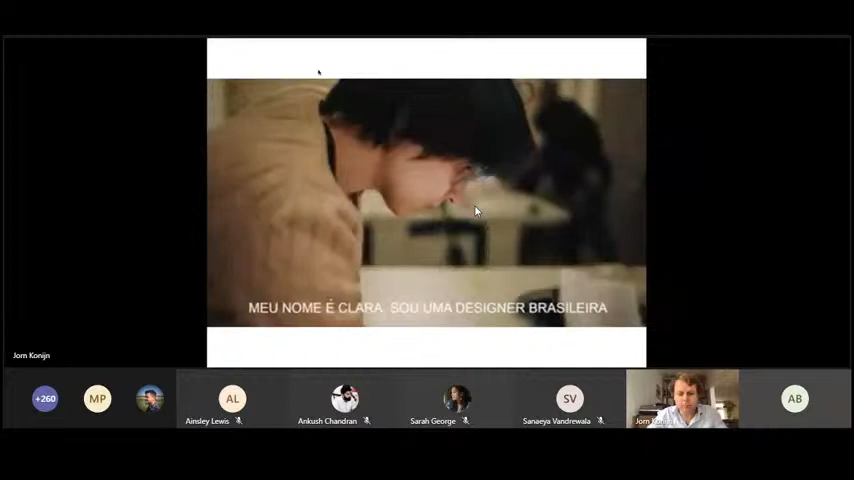 MEU NOME É CLARA SOU UMA DESIGNER BRASILEIRA
Jorn Konijn
+260
MP
AL
SV
AB
Ainsley Lewis
Ankush Chandran
Sarah George
Sanaeya Vandrewala
Jorn